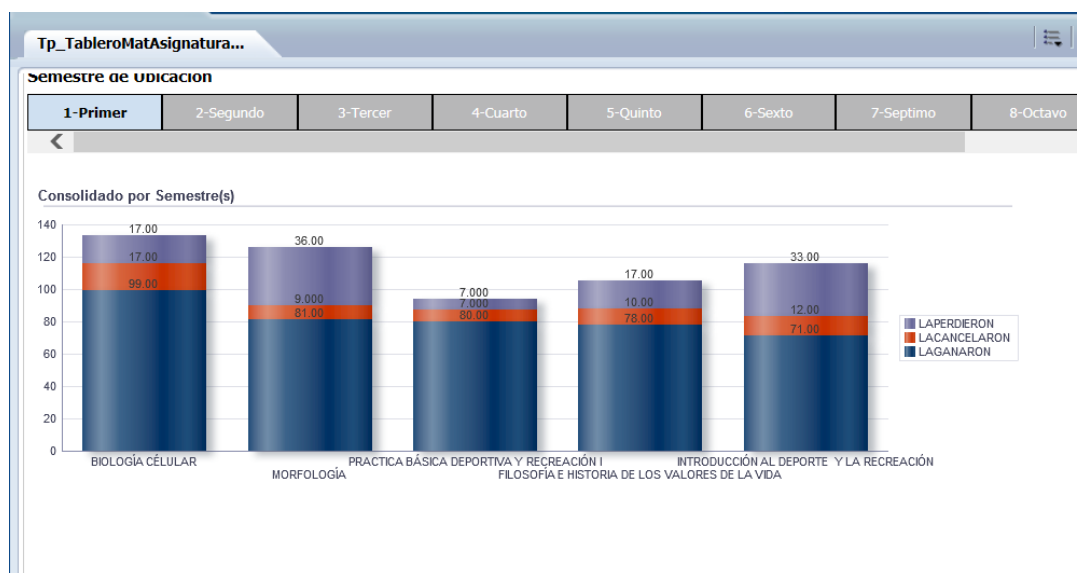 Tp_TableroMatAsignatura...
Semestre de Ubicación
1-Primer 2-Segundo 3-Tercer 4-Cuarto 5-Quinto 6-Sexto 7-Septimo 8-Octavo
Consolidado por Semestre(s)
140
120
100
80
60
40
20
0
17.00
17.00
99.00
36.00
9.000
81.00
7.000
7.000
80.00
17.00
10.00
78.00
33.00
12.00
71.00
LAPERDIERON
LACANCELARON
LAGANARON
BIOLOGÍA CÉLULAR
MORFOLOGÍA
PRACTICA BÁSICA DEPORTIVA Y RECREACIÓN I
FILOSOFÍA E HISTORIA DE LOS VALORES DE LA VIDA
INTRODUCCIÓN AL DEPORTE Y LA RECREACIÓN